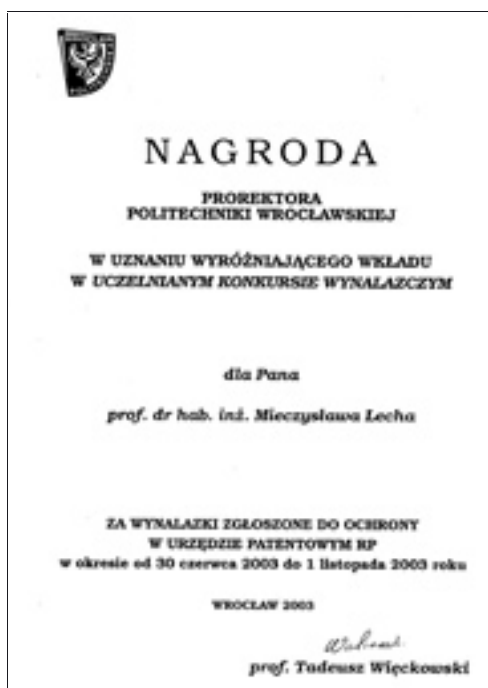 NAGRODA
PROREKTORA
POLITECHNIKI WROCŁAWSKIEJ
W UZNANIU WYRÓŻNIAJĄCEGO WKŁADU
W UCZELNIANYM KONKURSIE WYNALAZCZYM
dla Pana
prof. dr hab. inż. Mieczysława Lecha
ZA WYNALAZKI ZGŁOSZONE DO OCHRONY
W URZĘDZIE PATENTOWYM RP
w okresie od 30 czerwca 2003 do 1 listopada 2003 roku
WROCŁAW 2003
prof. Tadeusz Więckowski